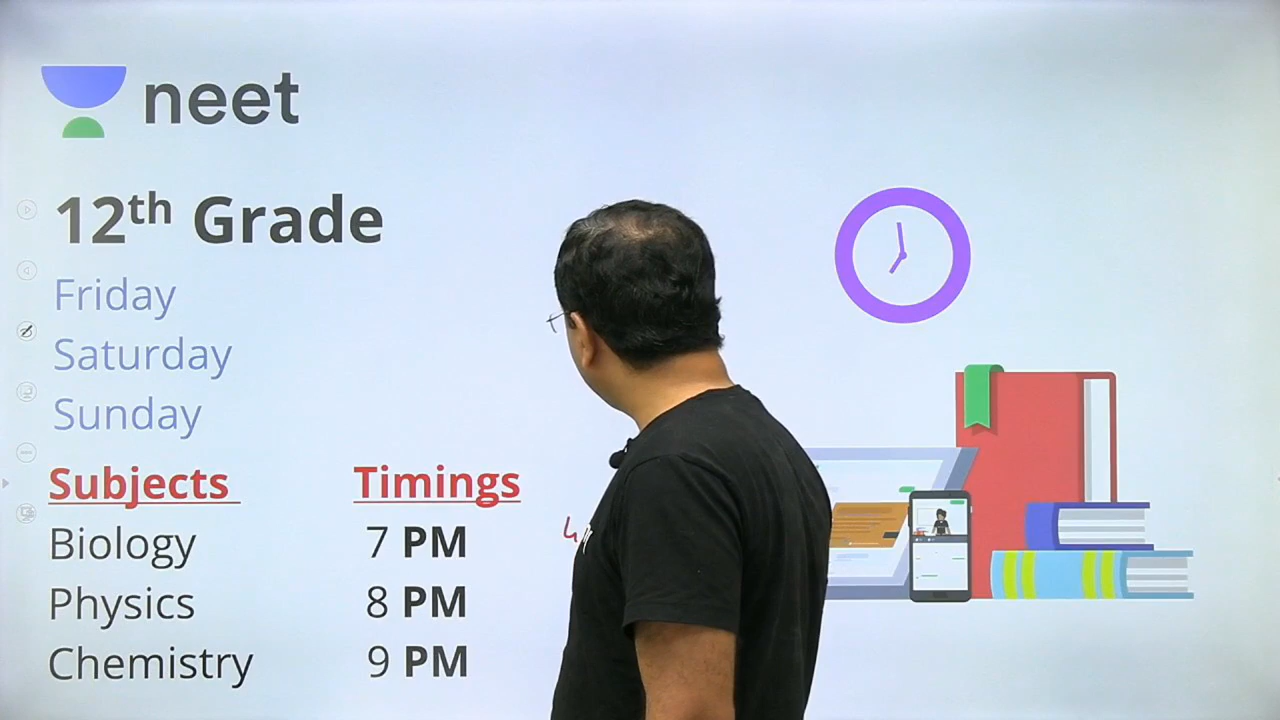 neet
12th Grade
Friday
Saturday
Sunday
Subjects Timings
Biology 7 PM
Physics 8 PM
Chemistry 9 PM